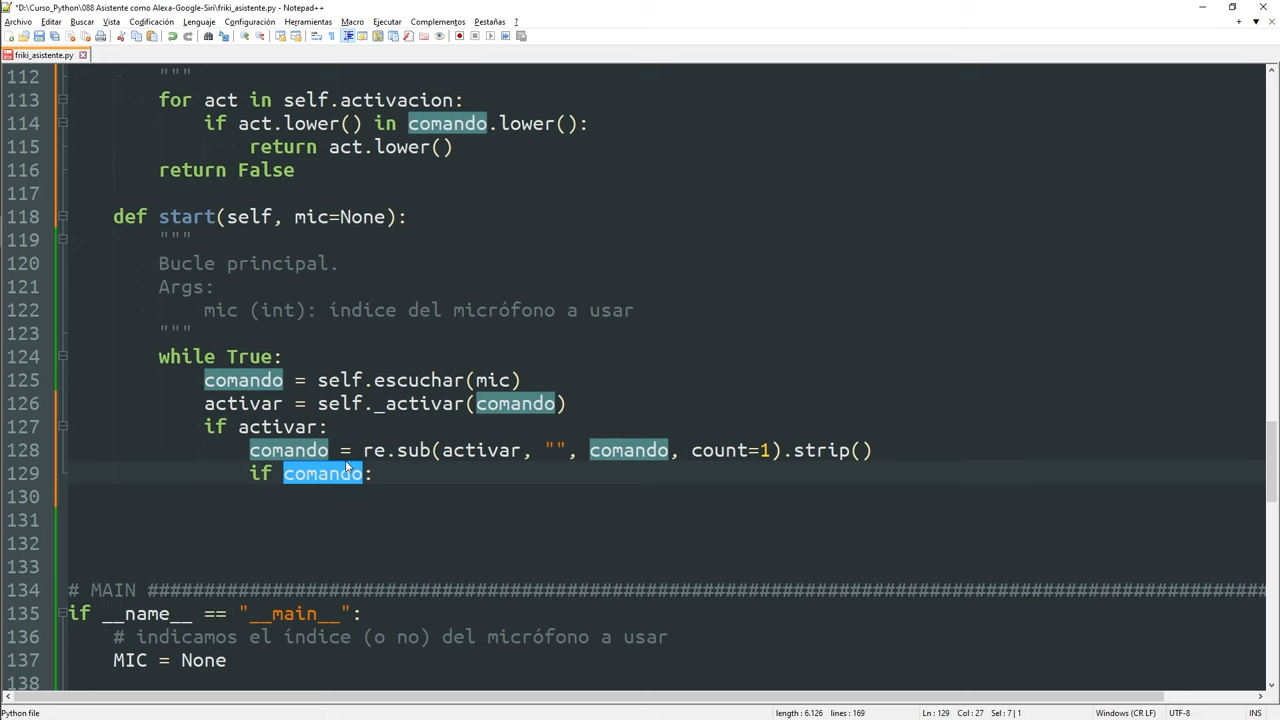 *D:\Curso_Python\088 Asistente como Alexa-Google-Siri\friki_asistente.py - Notepad++
Archivo Editar Buscar Vista Codificación Lenguaje Configuración Herramientas Macro Ejecutar Complementos Pestañas ?
friki_asistente.py
112 """
113 for act in self.activacion:
114 if act.lower() in comando.lower():
115 return act.lower()
116 return False
117
118 def start(self, mic=None):
119 """
120 Bucle principal.
121 Args:
122 mic (int): índice del micrófono a usar
123 """
124 while True:
125 comando = self.escuchar(mic)
126 activar = self._activar(comando)
127 if activar:
128 comando = re.sub(activar, "", comando, count=1).strip()
129 if comando:
130
131
132
133
134 # MAIN ####################################################################################################
135 if __name__ == "__main__":
136 # indicamos el índice (o no) del micrófono a usar
137 MIC = None
138
Python file length : 6.126 lines : 169 Ln : 129 Col : 27 Sel : 7 | 1 Windows (CR LF) UTF-8 INS